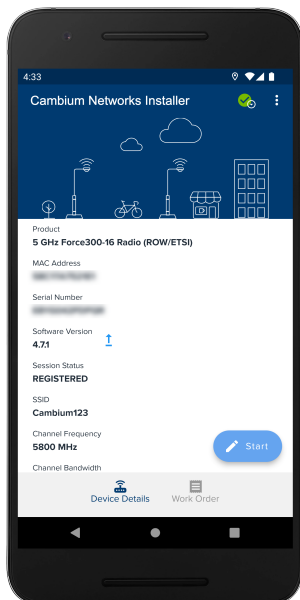 4:33
Cambium Networks Installer
Product
5 GHz Force300-16 Radio (ROW/ETSI)
MAC Address
Serial Number
Software Version
4.7.1
Session Status
REGISTERED
SSID
Cambium123
Channel Frequency
5800 MHz
Start
Channel Bandwidth
Device Details
Work Order